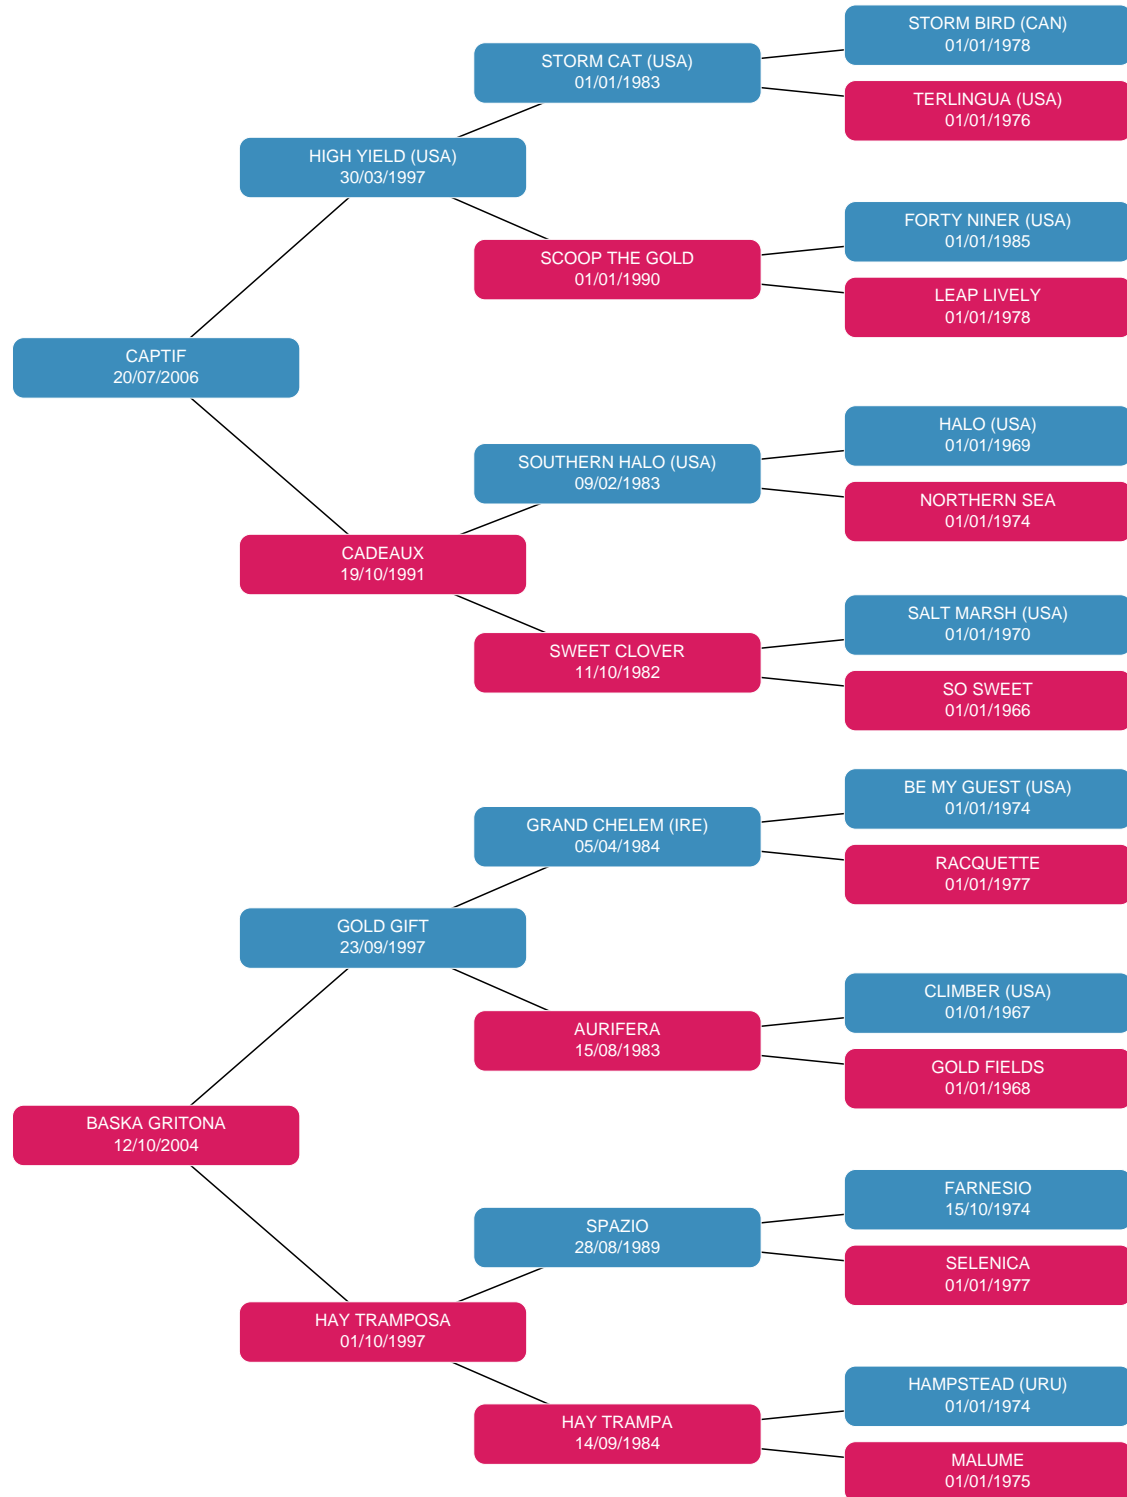 STORM BIRD (CAN)
01/01/1978
STORM CAT (USA)
01/01/1983
TERLINGUA (USA)
01/01/1976
HIGH YIELD (USA)
30/03/1997
FORTY NINER (USA)
01/01/1985
SCOOP THE GOLD
01/01/1990
LEAP LIVELY
01/01/1978
CAPTIF
20/07/2006
HALO (USA)
01/01/1969
SOUTHERN HALO (USA)
09/02/1983
NORTHERN SEA
01/01/1974
CADEAUX
19/10/1991
SALT MARSH (USA)
01/01/1970
SWEET CLOVER
11/10/1982
SO SWEET
01/01/1966
BE MY GUEST (USA)
01/01/1974
GRAND CHELEM (IRE)
05/04/1984
RACQUETTE
01/01/1977
GOLD GIFT
23/09/1997
CLIMBER (USA)
01/01/1967
AURIFERA
15/08/1983
GOLD FIELDS
01/01/1968
BASKA GRITONA
12/10/2004
FARNESIO
15/10/1974
SPAZIO
28/08/1989
SELENICA
01/01/1977
HAY TRAMPOSA
01/10/1997
HAMPSTEAD (URU)
01/01/1974
HAY TRAMPA
14/09/1984
MALUME
01/01/1975